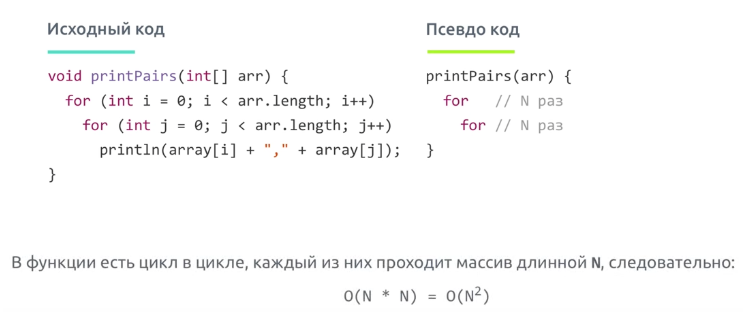 Исходный код
void printPairs(int[] arr) {
for (int i = 0; i < arr.length; i++)
for (int j = 0; j < arr.length; j++)
println(array[i] + "," + array[j]);
}
Псевдо код
printPairs(arr) {
for // N раз
for // N раз
}
В функции есть цикл в цикле, каждый из них проходит массив длинной N, следовательно:
O(N * N) = O(N²)